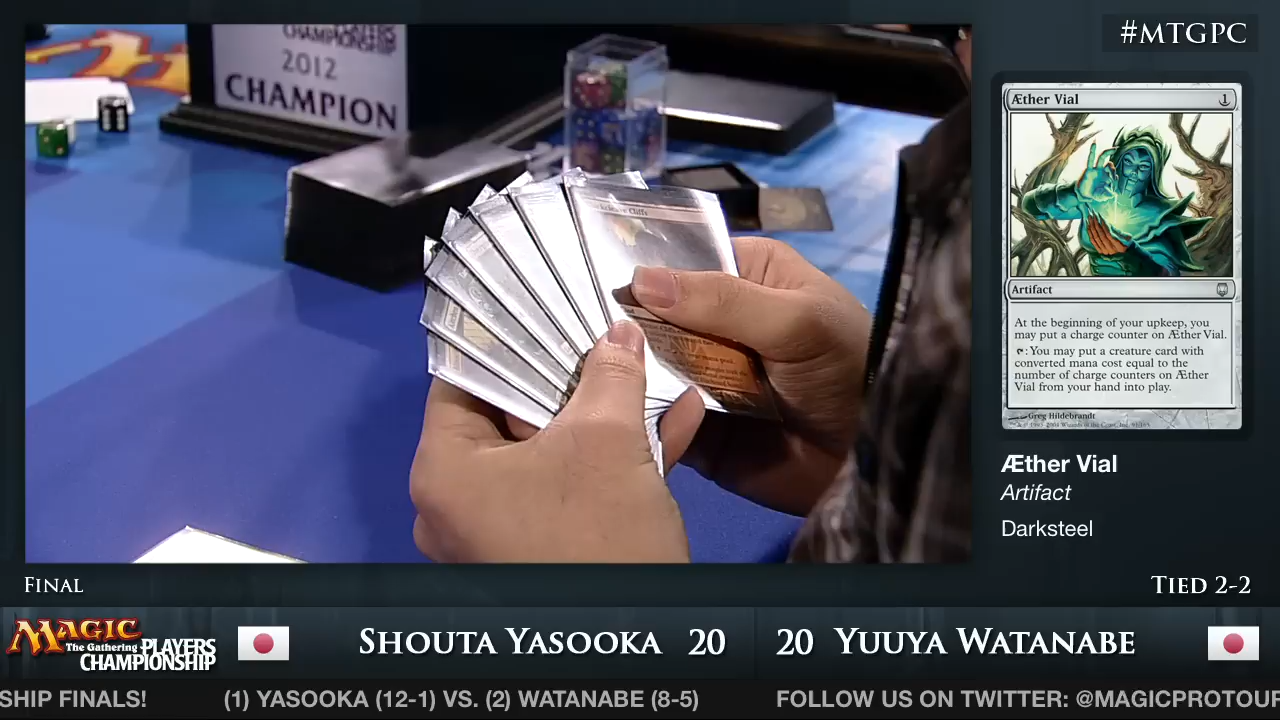 #MTGPC
PLAYERS
CHAMPIONSHIP
2012
CHAMPION
Æther Vial
1
Artifact
At the beginning of your upkeep, you
may put a charge counter on Æther Vial.
: You may put a creature card with
converted mana cost equal to the
number of charge counters on Æther
Vial from your hand into play.
Greg Hildebrandt
Æther Vial
Artifact
Darksteel
Cliffs
FINAL
TIED 2-2
MAGIC
The Gathering
PLAYERS
CHAMPIONSHIP
SHOUTA YASOOKA 20
20 YUUYA WATANABE
SHIP FINALS! (1) YASOOKA (12-1) VS. (2) WATANABE (8-5) FOLLOW US ON TWITTER: @MAGICPROTOUR